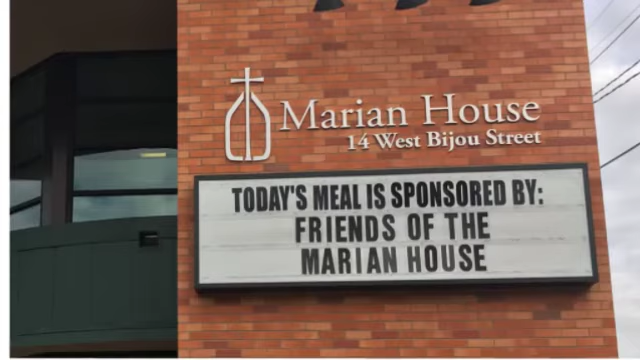 Marian House
14 West Bijou Street
TODAY'S MEAL IS SPONSORED BY:
FRIENDS OF THE
MARIAN HOUSE